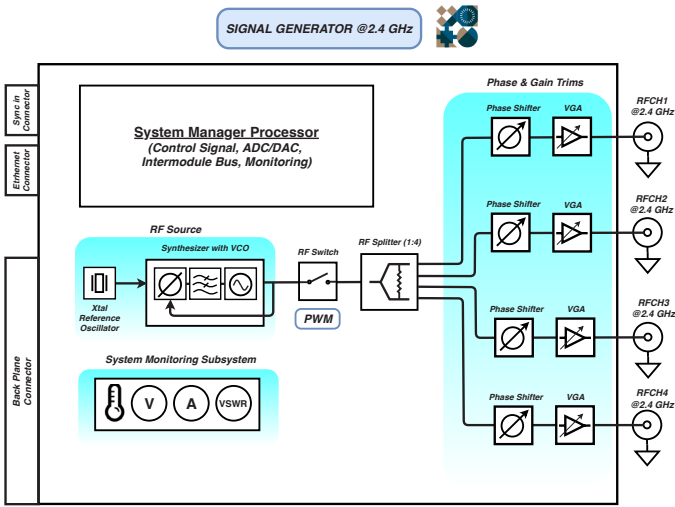 SIGNAL GENERATOR @2.4 GHz
Sync in
Connector
Etrhernet
Connector
Back Plane
Connector
System Manager Processor
(Control Signal, ADC/DAC,
Intermodule Bus, Monitoring)
RF Source
Synthesizer with VCO
Xtal
Reference
Oscillator
RF Switch
PWM
RF Splitter (1:4)
System Monitoring Subsystem
V
A
VSWR
Phase & Gain Trims
Phase Shifter
VGA
RFCH1
@2.4 GHz
Phase Shifter
VGA
RFCH2
@2.4 GHz
Phase Shifter
VGA
RFCH3
@2.4 GHz
Phase Shifter
VGA
RFCH4
@2.4 GHz